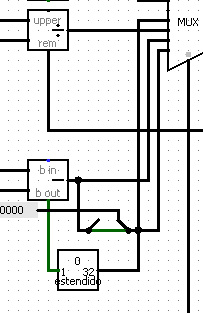 upper
MUX
÷
rem
b in
−
b out
0000
0
1 32
estendido